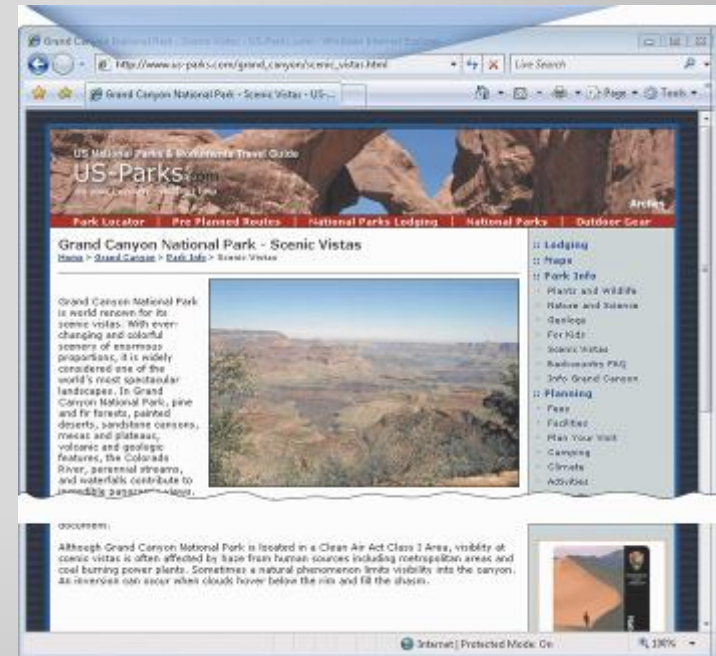 Grand Canyon National Park - Scenic Vistas - US-Parks.com - Windows Internet Explorer
http://www.us-parks.com/grand_canyon/scenic_vistas.html
Live Search
Grand Canyon National Park - Scenic Vistas - US-...
Page
Tools
US National Parks & Monuments Travel Guide
US-Parks.com
Arches
Park Locator | Pre Planned Routes | National Parks Lodging | National Parks | Outdoor Gear
Grand Canyon National Park - Scenic Vistas
Home > Grand Canyon > Park Info > Scenic Vistas
Grand Canyon National Park
is world renown for its
scenic vistas. With ever-
changing and colorful
scenery of enormous
proportions, it is widely
considered one of the
world's most spectacular
landscapes. In Grand
Canyon National Park, pine
and fir forests, painted
deserts, sandstone canyons,
mesas and plateaus,
volcanic and geologic
features, the Colorado
River, perennial streams,
and waterfalls contribute to
incredible panoramic views.
document.
Although Grand Canyon National Park is located in a Clean Air Act Class I Area, visiblity at
scenic vistas is often affected by haze from human sources including metropolitan areas and
coal burning power plants. Sometimes a natural phenomenon limits visibility into the canyon.
An inversion can occur when clouds hover below the rim and fill the chasm.
:: Lodging
:: Maps
:: Park Info
Plants and Wildlife
Nature and Science
Geology
For Kids
Scenic Vistas
Backcountry FAQ
Info Grand Canyon
:: Planning
Fees
Facilities
Plan Your Visit
Camping
Climate
Activities
Internet | Protected Mode: On
100%